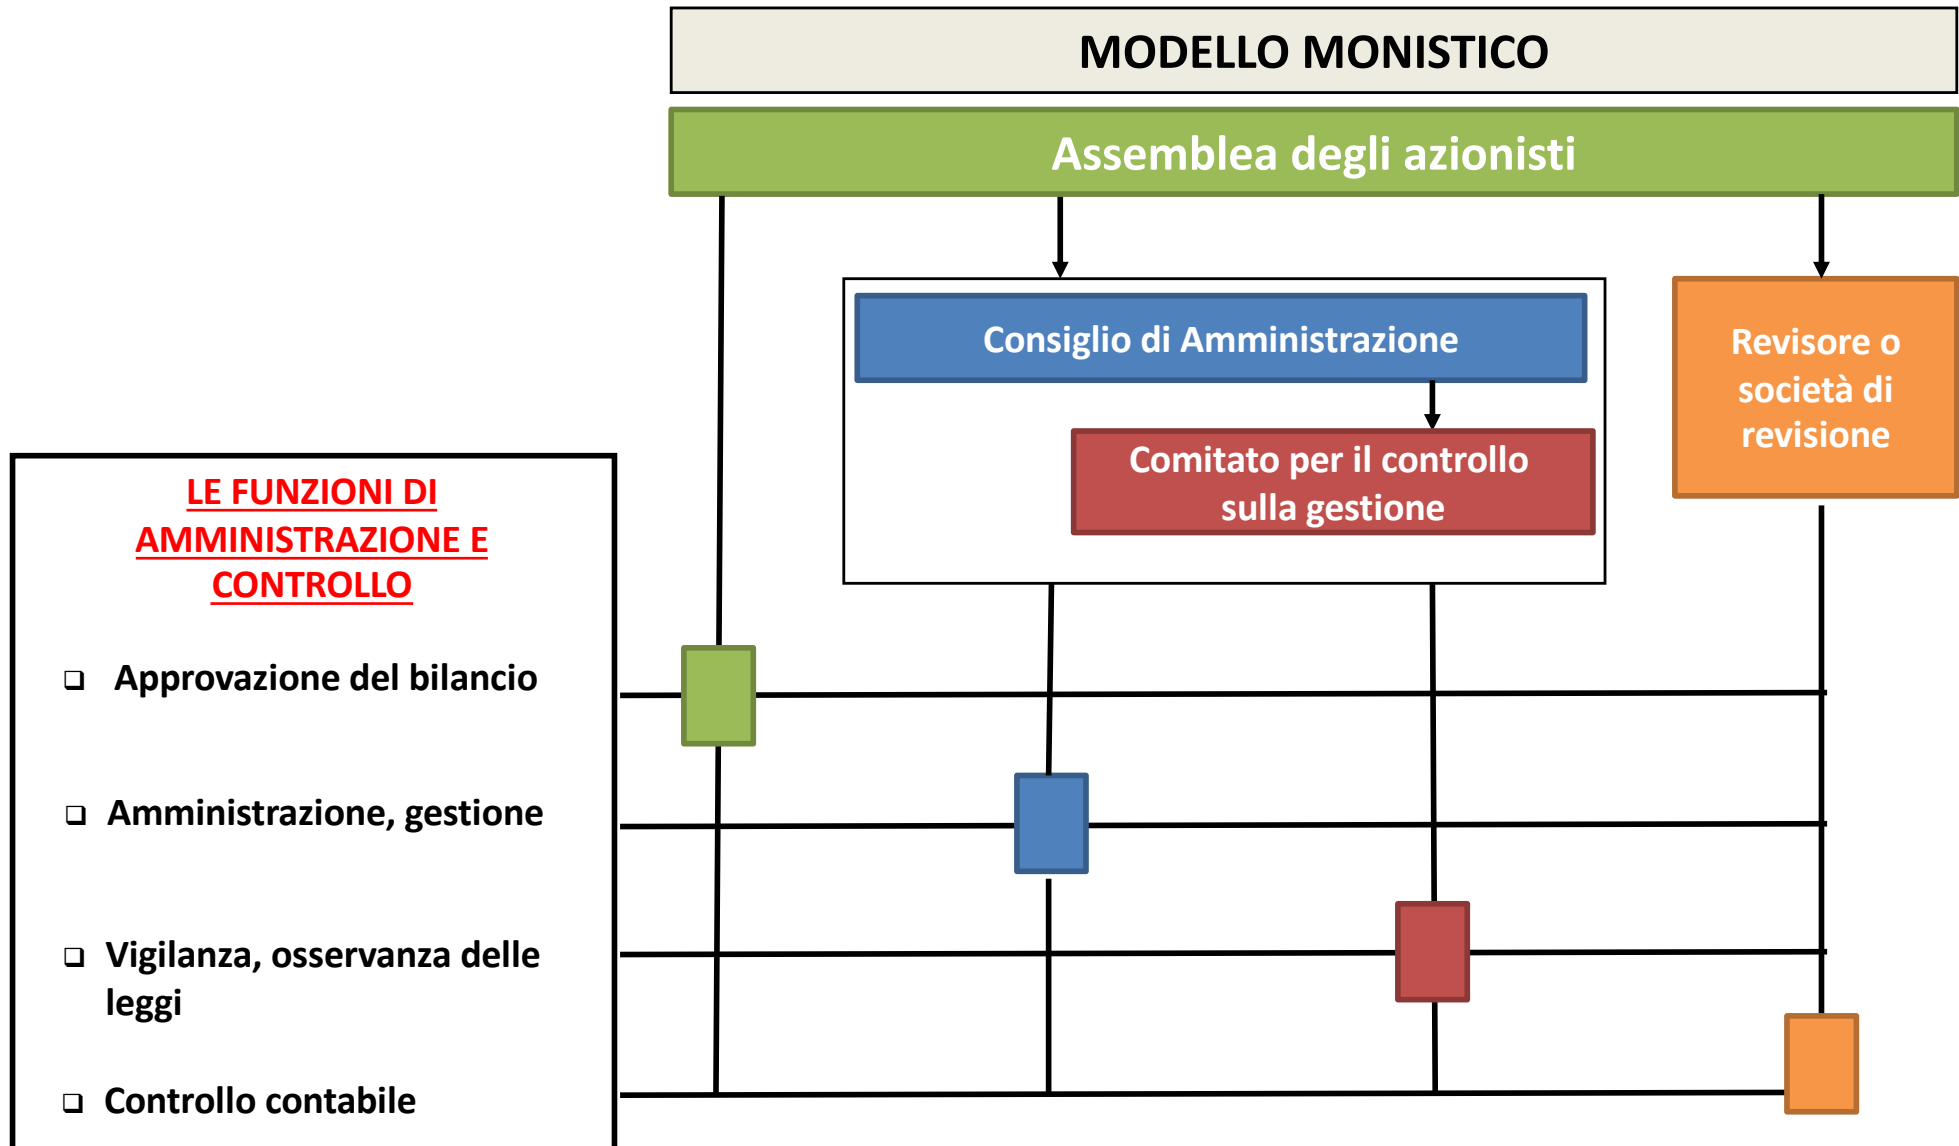 MODELLO MONISTICO
Assemblea degli azionisti
Consiglio di Amministrazione
Comitato per il controllo
sulla gestione
Revisore o
società di
revisione
LE FUNZIONI DI
AMMINISTRAZIONE E
CONTROLLO
❑ Approvazione del bilancio
❑ Amministrazione, gestione
❑ Vigilanza, osservanza delle
leggi
❑ Controllo contabile